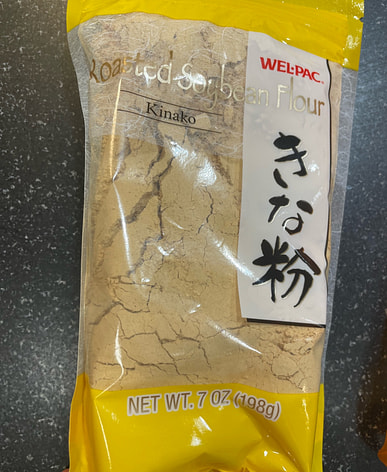 WEL-PAC
Roasted Soybean Flour
Kinako
きな粉
NET WT. 7 OZ (198g)